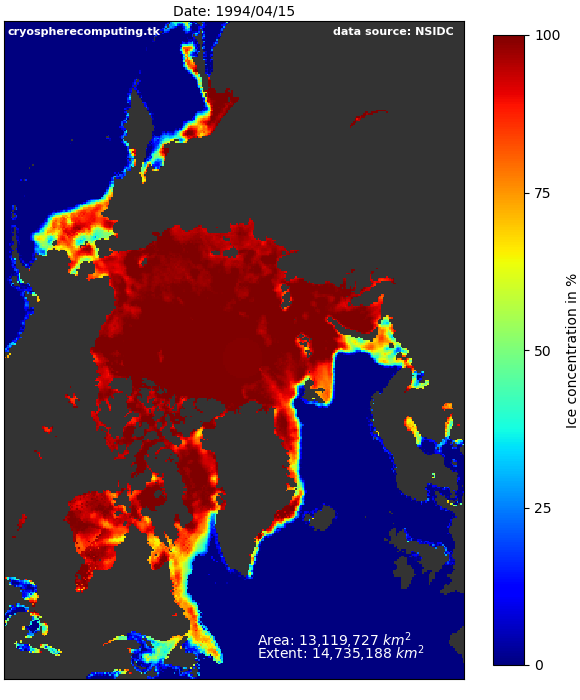 Date: 1994/04/15
cryospherecomputing.tk
data source: NSIDC
100
75
50
25
0
Ice concentration in %
Area: 13,119,727 km²
Extent: 14,735,188 km²